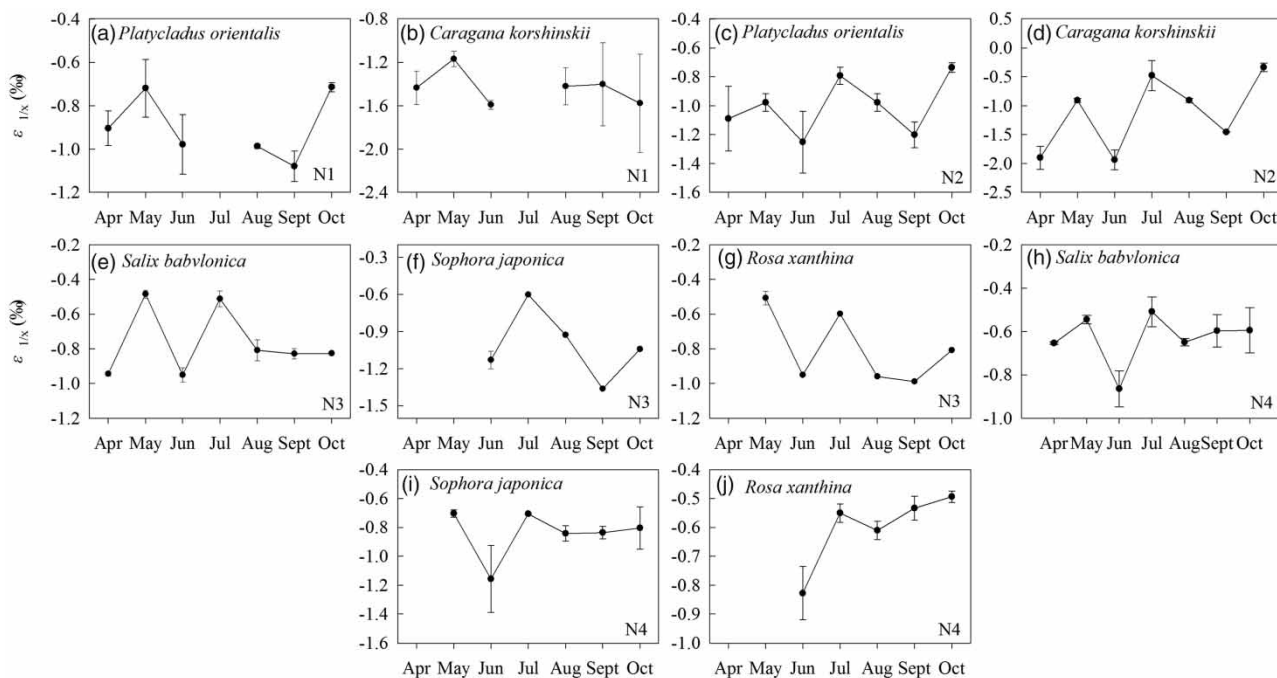 ε 1/x (‰)
(a) Platycladus orientalis
-0.4
-0.6
-0.8
-1.0
-1.2
N1
Apr May Jun Jul Aug Sept Oct
(b) Caragana korshinskii
-0.8
-1.2
-1.6
-2.0
-2.4
N1
Apr May Jun Jul Aug Sept Oct
(c) Platycladus orientalis
-0.4
-0.6
-0.8
-1.0
-1.2
-1.4
-1.6
N2
Apr May Jun Jul Aug Sept Oct
(d) Caragana korshinskii
0.5
0.0
-0.5
-1.0
-1.5
-2.0
-2.5
N2
Apr May Jun Jul Aug Sept Oct
ε 1/x (‰)
(e) Salix babvlonica
-0.2
-0.4
-0.6
-0.8
-1.0
-1.2
N3
Apr May Jun Jul Aug Sept Oct
(f) Sophora japonica
-0.3
-0.6
-0.9
-1.2
-1.5
N3
Apr May Jun Jul Aug Sept Oct
(g) Rosa xanthina
-0.2
-0.4
-0.6
-0.8
-1.0
-1.2
N3
Apr May Jun Jul Aug Sept Oct
(h) Salix babvlonica
-0.2
-0.4
-0.6
-0.8
-1.0
N4
Apr May Jun Jul Aug Sept Oct
(i) Sophora japonica
-0.4
-0.6
-0.8
-1.0
-1.2
-1.4
-1.6
N4
Apr May Jun Jul Aug Sept Oct
(j) Rosa xanthina
-0.4
-0.5
-0.6
-0.7
-0.8
-0.9
-1.0
N4
Apr May Jun Jul Aug Sept Oct